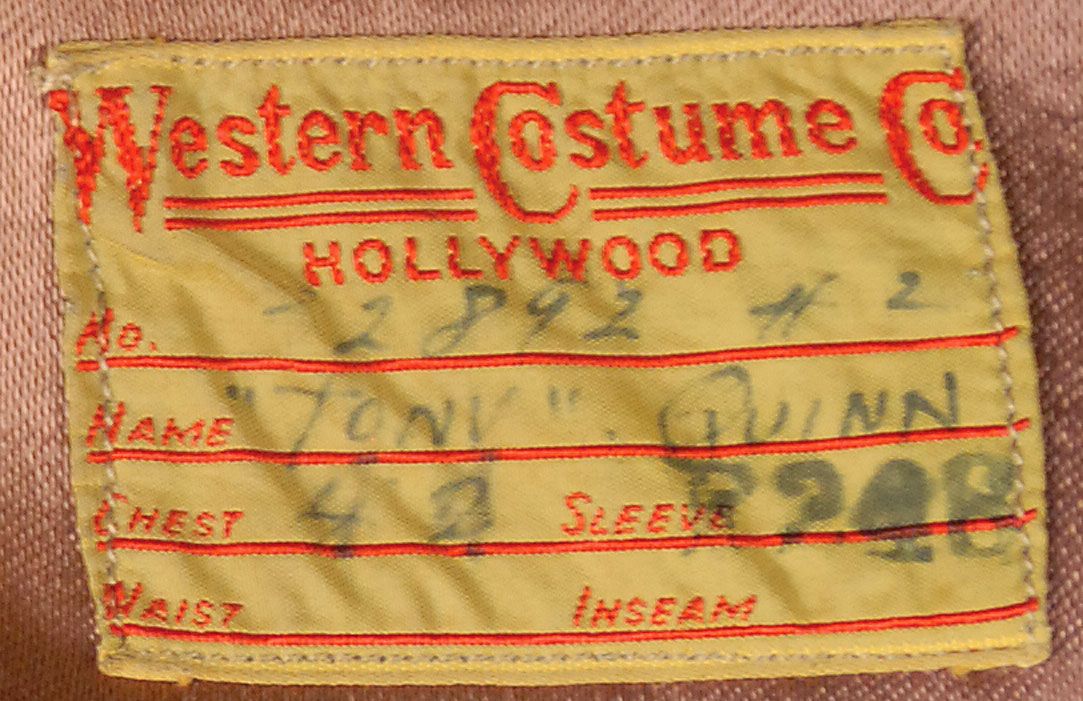 Western Costume Co.
HOLLYWOOD
No. 2892 #2
NAME "TONY" QUINN
CHEST 42 SLEEVE
WAIST INSEAM